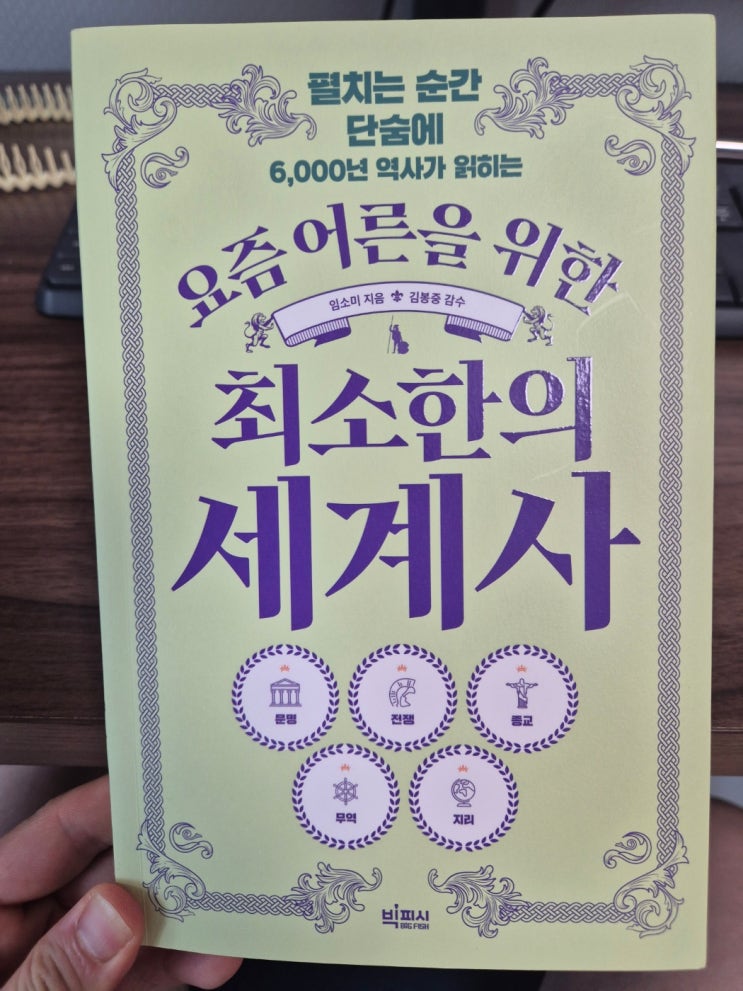 펼치는 순간
단숨에
6,000년 역사가 읽히는
요즘 어른을 위한
임소미 지음 김봉중 감수
최소한의
세계사
문명
전쟁
종교
무역
지리
빅피시
BIG FISH